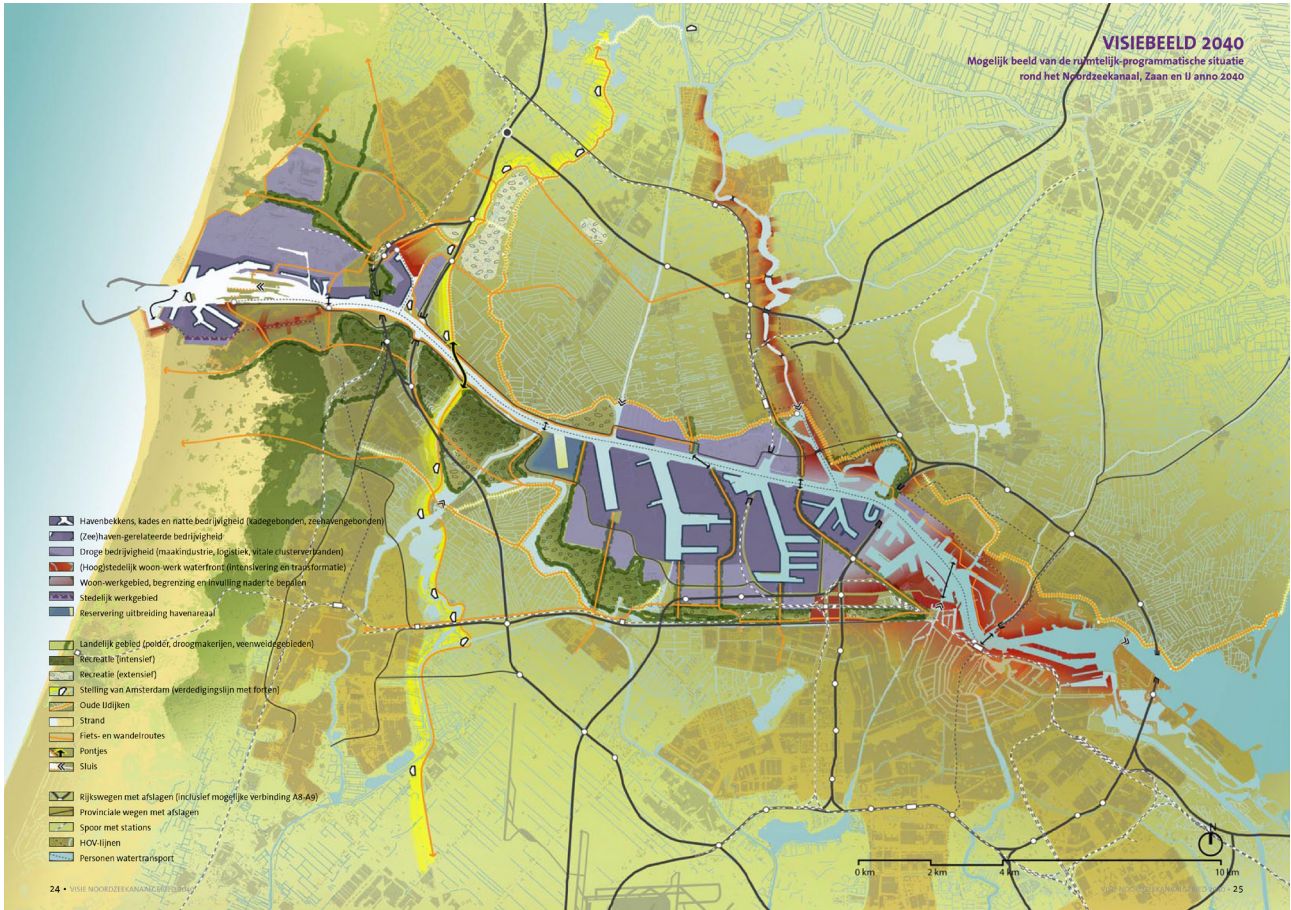 VISIEBEELD 2040
Mogelijk beeld van de ruimtelijk-programmatische situatie
rond het Noordzeekanaal, Zaan en IJ anno 2040
Havenbekkens, kades en natte bedrijvigheid (kadegebonden, zeehavengebonden)
(Zee)haven-gerelateerde bedrijvigheid
Droge bedrijvigheid (maakindustrie, logistiek, vitale clusterverbanden)
(Hoog)stedelijk woon-werk waterfront (intensivering en transformatie)
Woon-werkgebied, begrenzing en invulling nader te bepalen
Stedelijk werkgebied
Reservering uitbreiding havenareaal
Landelijk gebied (polder, droogmakerijen, veenweidegebieden)
Recreatie (intensief)
Recreatie (extensief)
Stelling van Amsterdam (verdedigingslijn met forten)
Oude IJdijken
Strand
Fiets- en wandelroutes
Pontjes
Sluis
Rijkswegen met afslagen (inclusief mogelijke verbinding A8-A9)
Provinciale wegen met afslagen
Spoor met stations
HOV-lijnen
Personen watertransport
N
0 km 2 km 4 km 10 km
24 • VISIE NOORDZEEKANAALGEBIED 2040
VISIE NOORDZEEKANAALGEBIED 2040 • 25